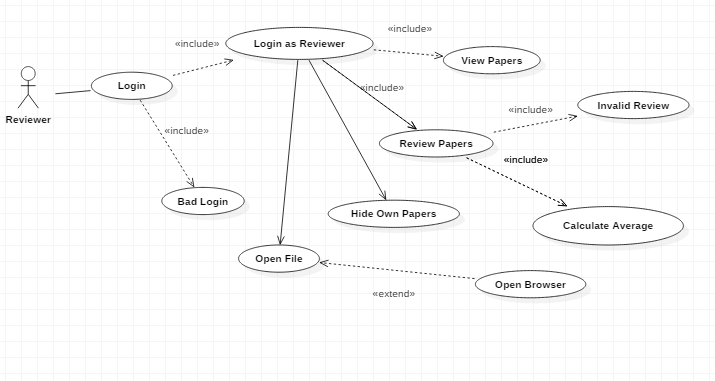 «include»
«include»
Login as Reviewer
View Papers
Login
«include»
Reviewer
Invalid Review
«include»
«include»
Review Papers
«include»
Bad Login
Hide Own Papers
Calculate Average
Open File
Open Browser
«extend»